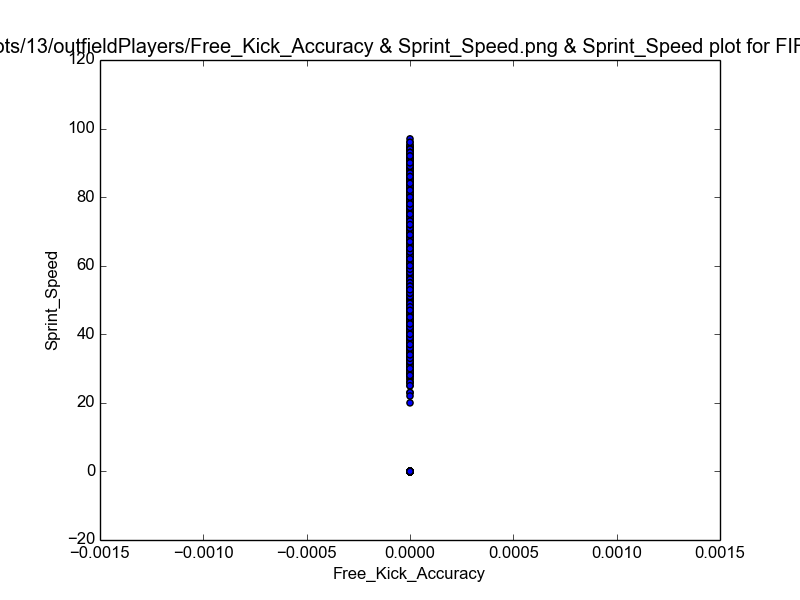 ots/13/outfieldPlayers/Free_Kick_Accuracy & Sprint_Speed.png & Sprint_Speed plot for FIF
120
100
80
60
40
20
0
−20
Sprint_Speed
−0.0015 −0.0010 −0.0005 0.0000 0.0005 0.0010 0.0015
Free_Kick_Accuracy